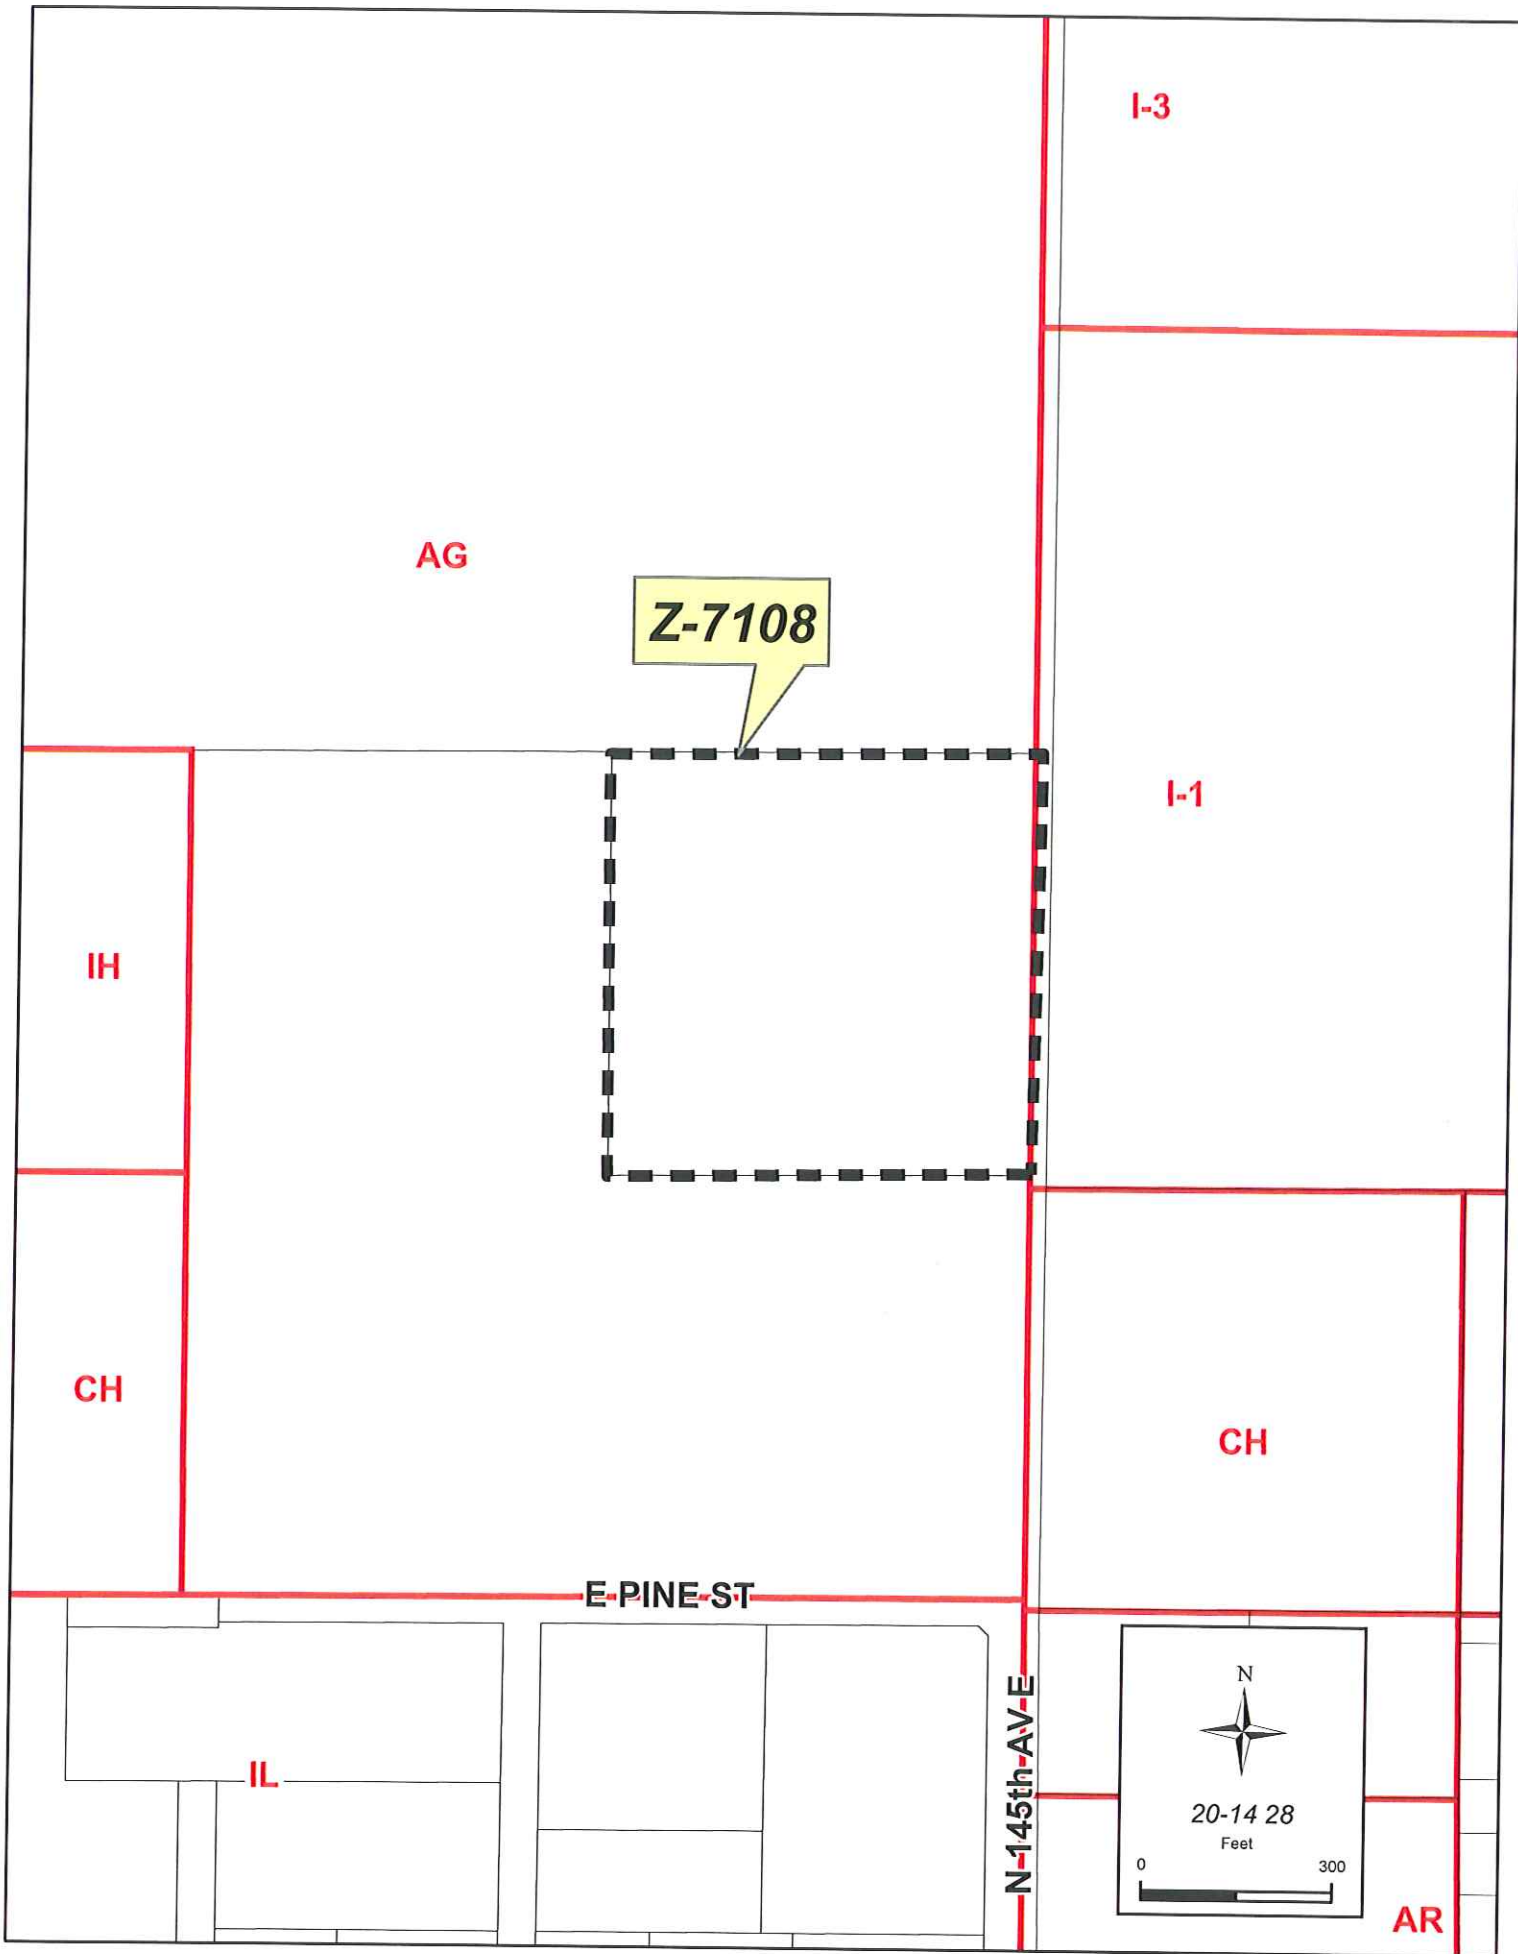 I-3
AG
Z-7108
I-1
IH
CH
CH
E PINE ST
N 145th AV E
IL
N
20-14 28
Feet
0 300
AR